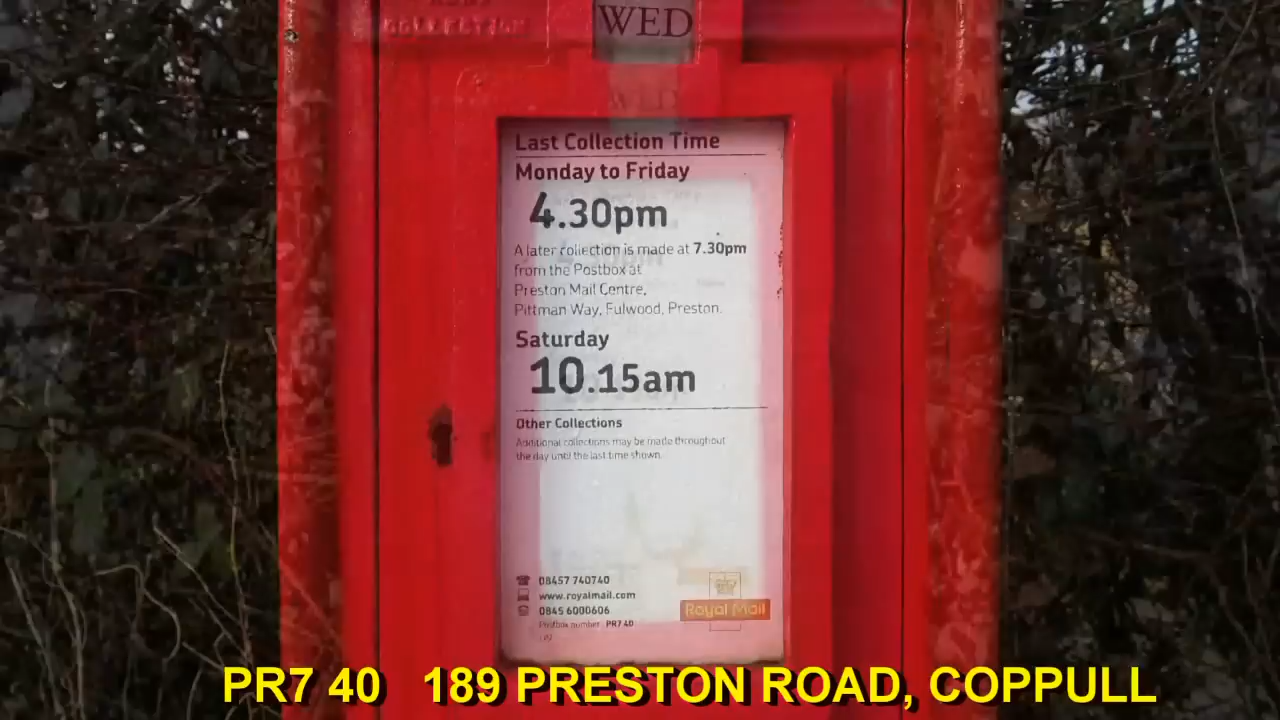 COLLECTION
WED
WED
Last Collection Time
Monday to Friday
4.30pm
A later collection is made at 7.30pm
from the Postbox at
Preston Mail Centre,
Pittman Way, Fulwood, Preston.
Saturday
10.15am
Other Collections
Additional collections may be made throughout
the day until the last time shown.
08457 740740
www.royalmail.com
0845 6000606
Postbox number PR7 40
Royal Mail
PR7 40 189 PRESTON ROAD, COPPULL